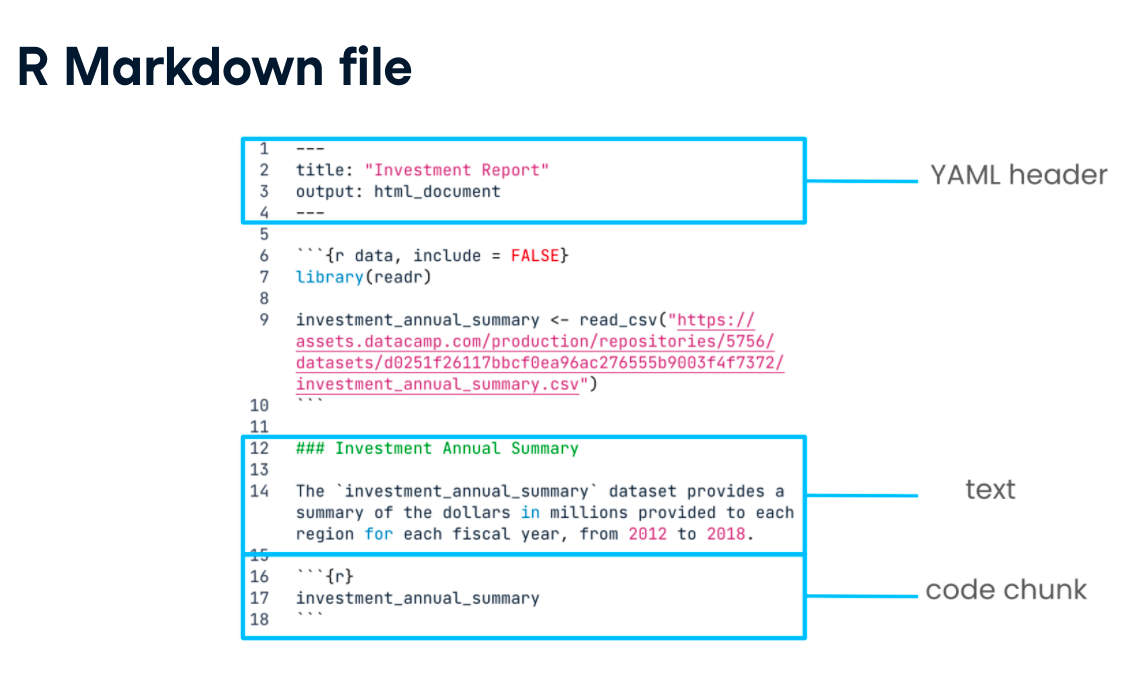 R Markdown file
1 ---
2 title: "Investment Report"
3 output: html_document
4 ---
YAML header
5
6 ```{r data, include = FALSE}
7 library(readr)
8
9 investment_annual_summary <- read_csv("https://
assets.datacamp.com/production/repositories/5756/
datasets/d0251f26117bbcf0ea96ac276555b9003f4f7372/
investment_annual_summary.csv")
10 ```
11
12 ### Investment Annual Summary
13
14 The `investment_annual_summary` dataset provides a
summary of the dollars in millions provided to each
region for each fiscal year, from 2012 to 2018.
text
15
16 ```{r}
17 investment_annual_summary
18 ```
code chunk